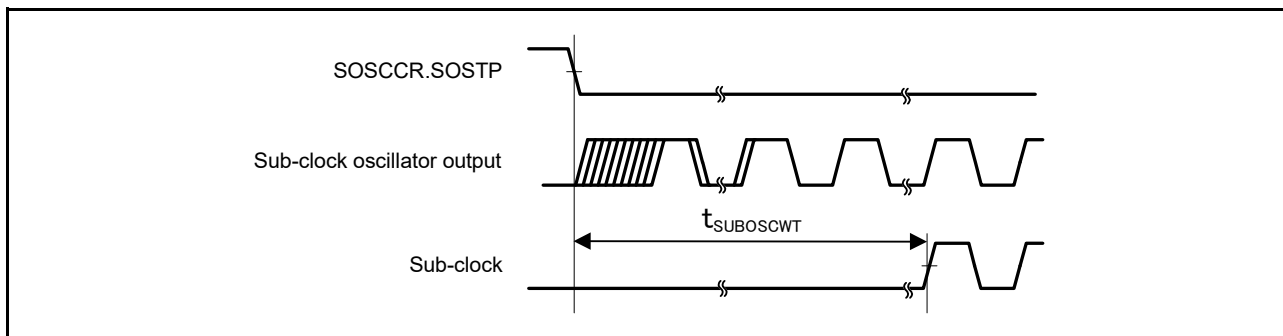 SOSCCR.SOSTP
Sub-clock oscillator output
tSUBOSCWT
Sub-clock